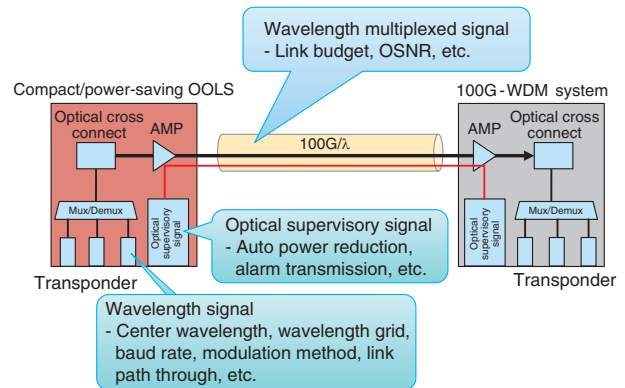 Wavelength multiplexed signal
- Link budget, OSNR, etc.
Compact/power-saving OOLS
100G-WDM system
Optical cross
connect
AMP
100G/λ
AMP
Optical cross
connect
Mux/Demux
Optical
supervisory
signal
Transponder
Optical supervisory signal
- Auto power reduction,
alarm transmission, etc.
Optical
supervisory
signal
Mux/Demux
Transponder
Wavelength signal
- Center wavelength, wavelength grid,
baud rate, modulation method, link
path through, etc.